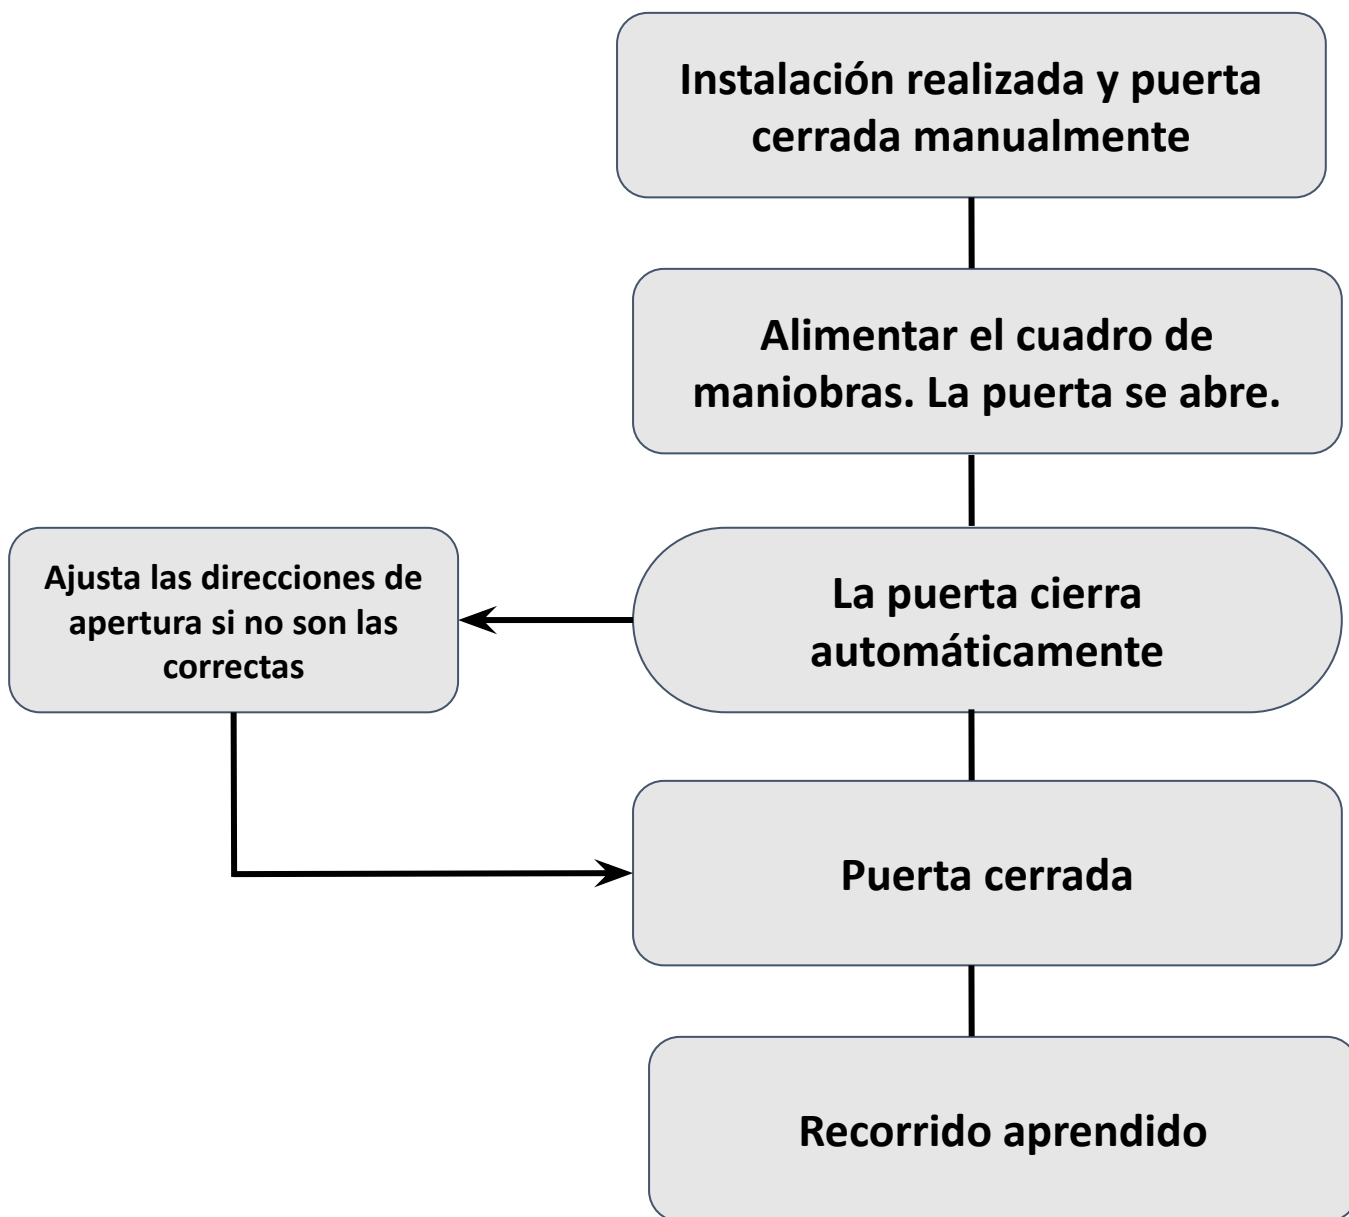 Instalación realizada y puerta
cerrada manualmente
Alimentar el cuadro de
maniobras. La puerta se abre.
La puerta cierra
automáticamente
Ajusta las direcciones de
apertura si no son las
correctas
Puerta cerrada
Recorrido aprendido